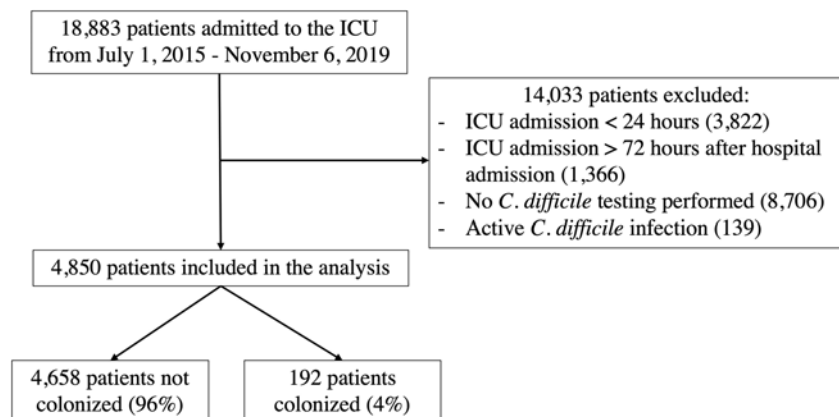 18,883 patients admitted to the ICU
from July 1, 2015 - November 6, 2019
14,033 patients excluded:
- ICU admission < 24 hours (3,822)
- ICU admission > 72 hours after hospital
admission (1,366)
- No C. difficile testing performed (8,706)
- Active C. difficile infection (139)
4,850 patients included in the analysis
4,658 patients not
colonized (96%)
192 patients
colonized (4%)